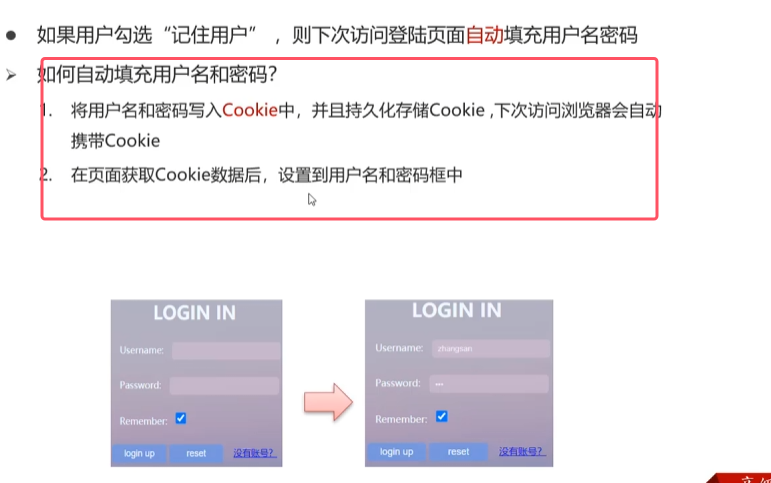 如果用户勾选“记住用户” ，则下次访问登陆页面自动填充用户名密码
如何自动填充用户名和密码？
1. 将用户名和密码写入Cookie中，并且持久化存储Cookie ,下次访问浏览器会自动
携带Cookie
2. 在页面获取Cookie数据后，设置到用户名和密码框中
LOGIN IN
Username:
Password:
Remember:
login up reset 没有账号?
LOGIN IN
Username: zhangsan
Password: •••
Remember:
login up reset 没有账号?